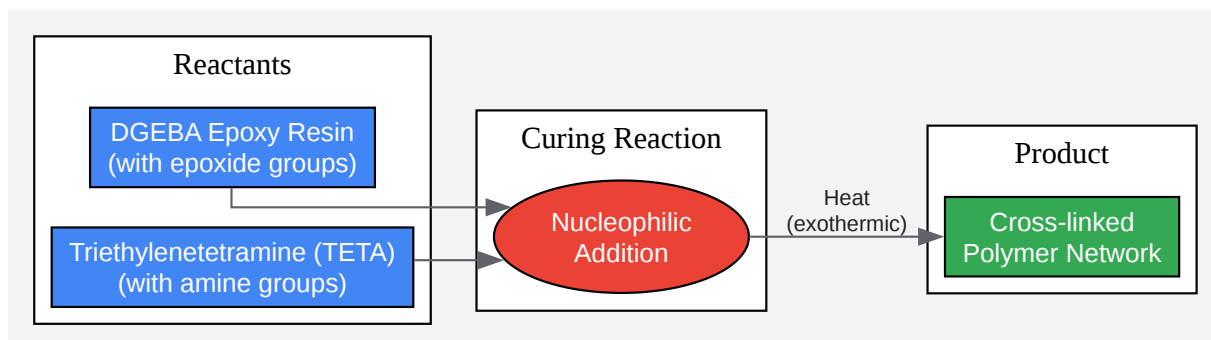 Reactants
DGEBA Epoxy Resin
(with epoxide groups)
Triethylenetetramine (TETA)
(with amine groups)
Curing Reaction
Nucleophilic
Addition
Heat
(exothermic)
Product
Cross-linked
Polymer Network